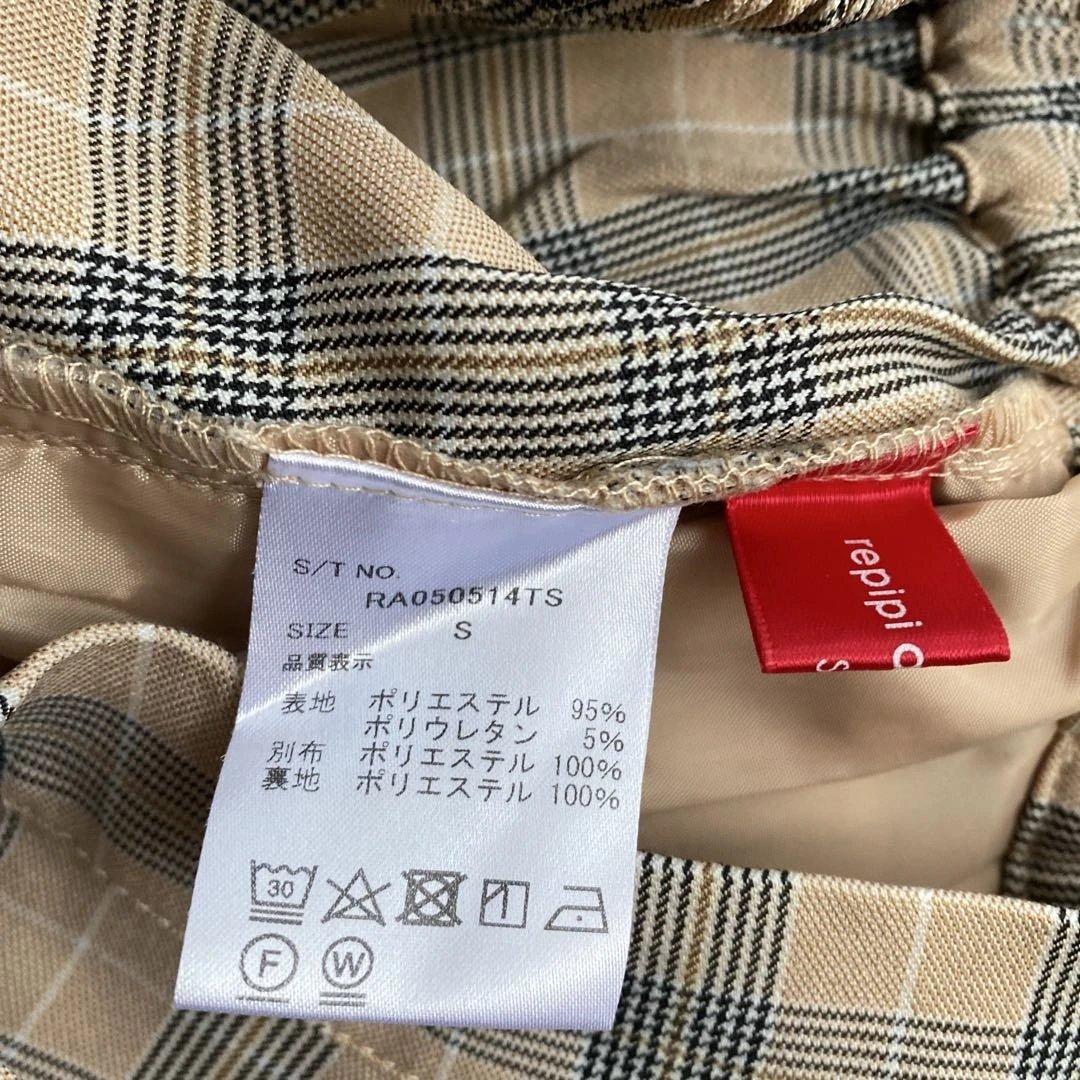 S/T NO.
RA050514TS
SIZE S
品質表示
表地 ポリエステル 95%
ポリウレタン 5%
別布 ポリエステル 100%
裏地 ポリエステル 100%
30
F W
repipi
S